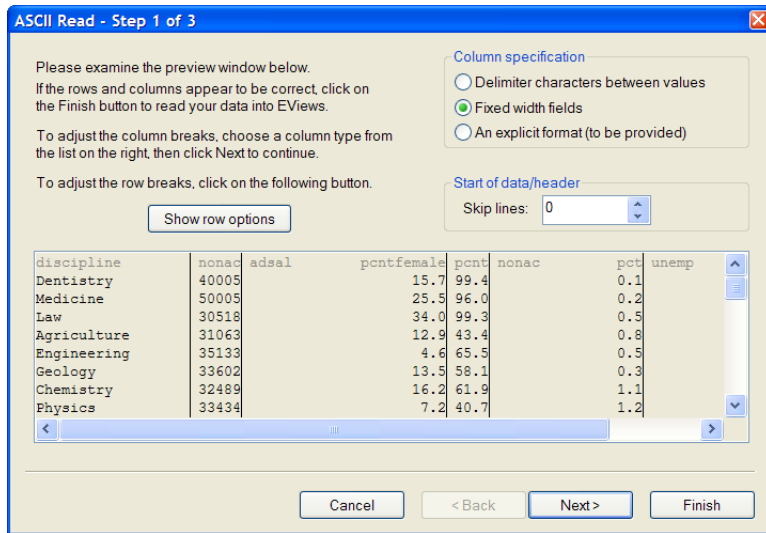 ASCII Read - Step 1 of 3
Please examine the preview window below.
If the rows and columns appear to be correct, click on
the Finish button to read your data into EViews.
To adjust the column breaks, choose a column type from
the list on the right, then click Next to continue.
To adjust the row breaks, click on the following button.
Show row options
Column specification
Delimiter characters between values
Fixed width fields
An explicit format (to be provided)
Start of data/header
Skip lines: 0
discipline nonac adsal pcntfemale pcnt nonac pct unemp
Dentistry 40005 15.7 99.4 0.1
Medicine 50005 25.5 96.0 0.2
Law 30518 34.0 99.3 0.5
Agriculture 31063 12.9 43.4 0.8
Engineering 35133 4.6 65.5 0.5
Geology 33602 13.5 58.1 0.3
Chemistry 32489 16.2 61.9 1.1
Physics 33434 7.2 40.7 1.2
Cancel < Back Next > Finish